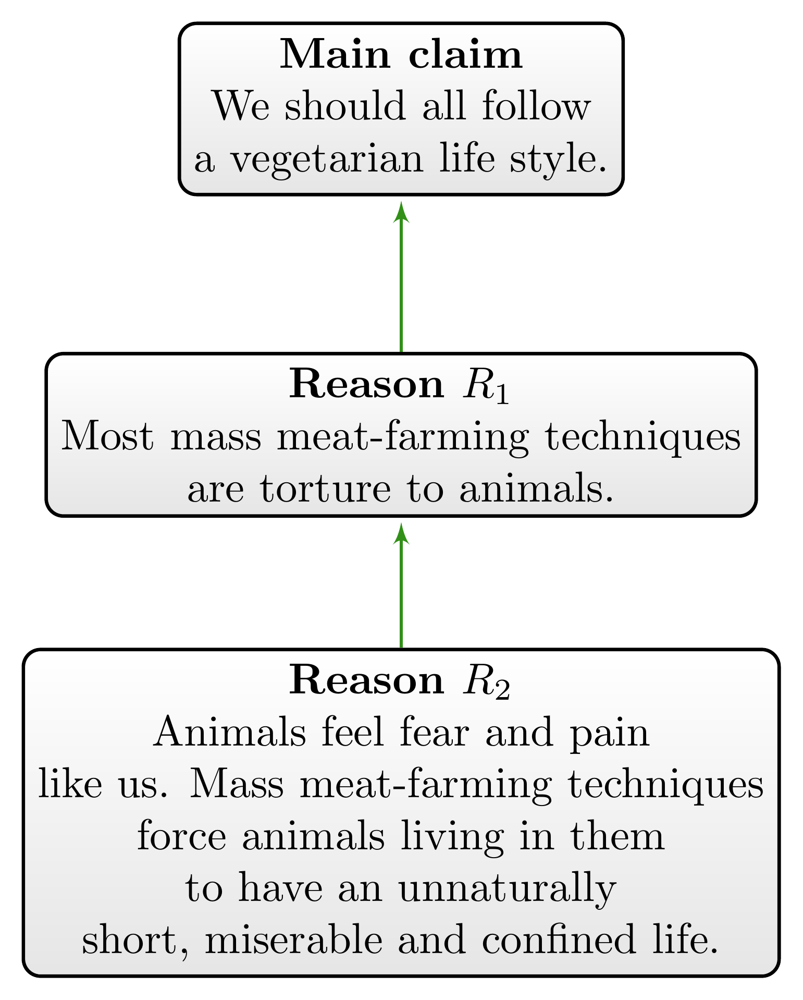 Main claim
We should all follow
a vegetarian life style.
Reason R₁
Most mass meat-farming techniques
are torture to animals.
Reason R₂
Animals feel fear and pain
like us. Mass meat-farming techniques
force animals living in them
to have an unnaturally
short, miserable and confined life.